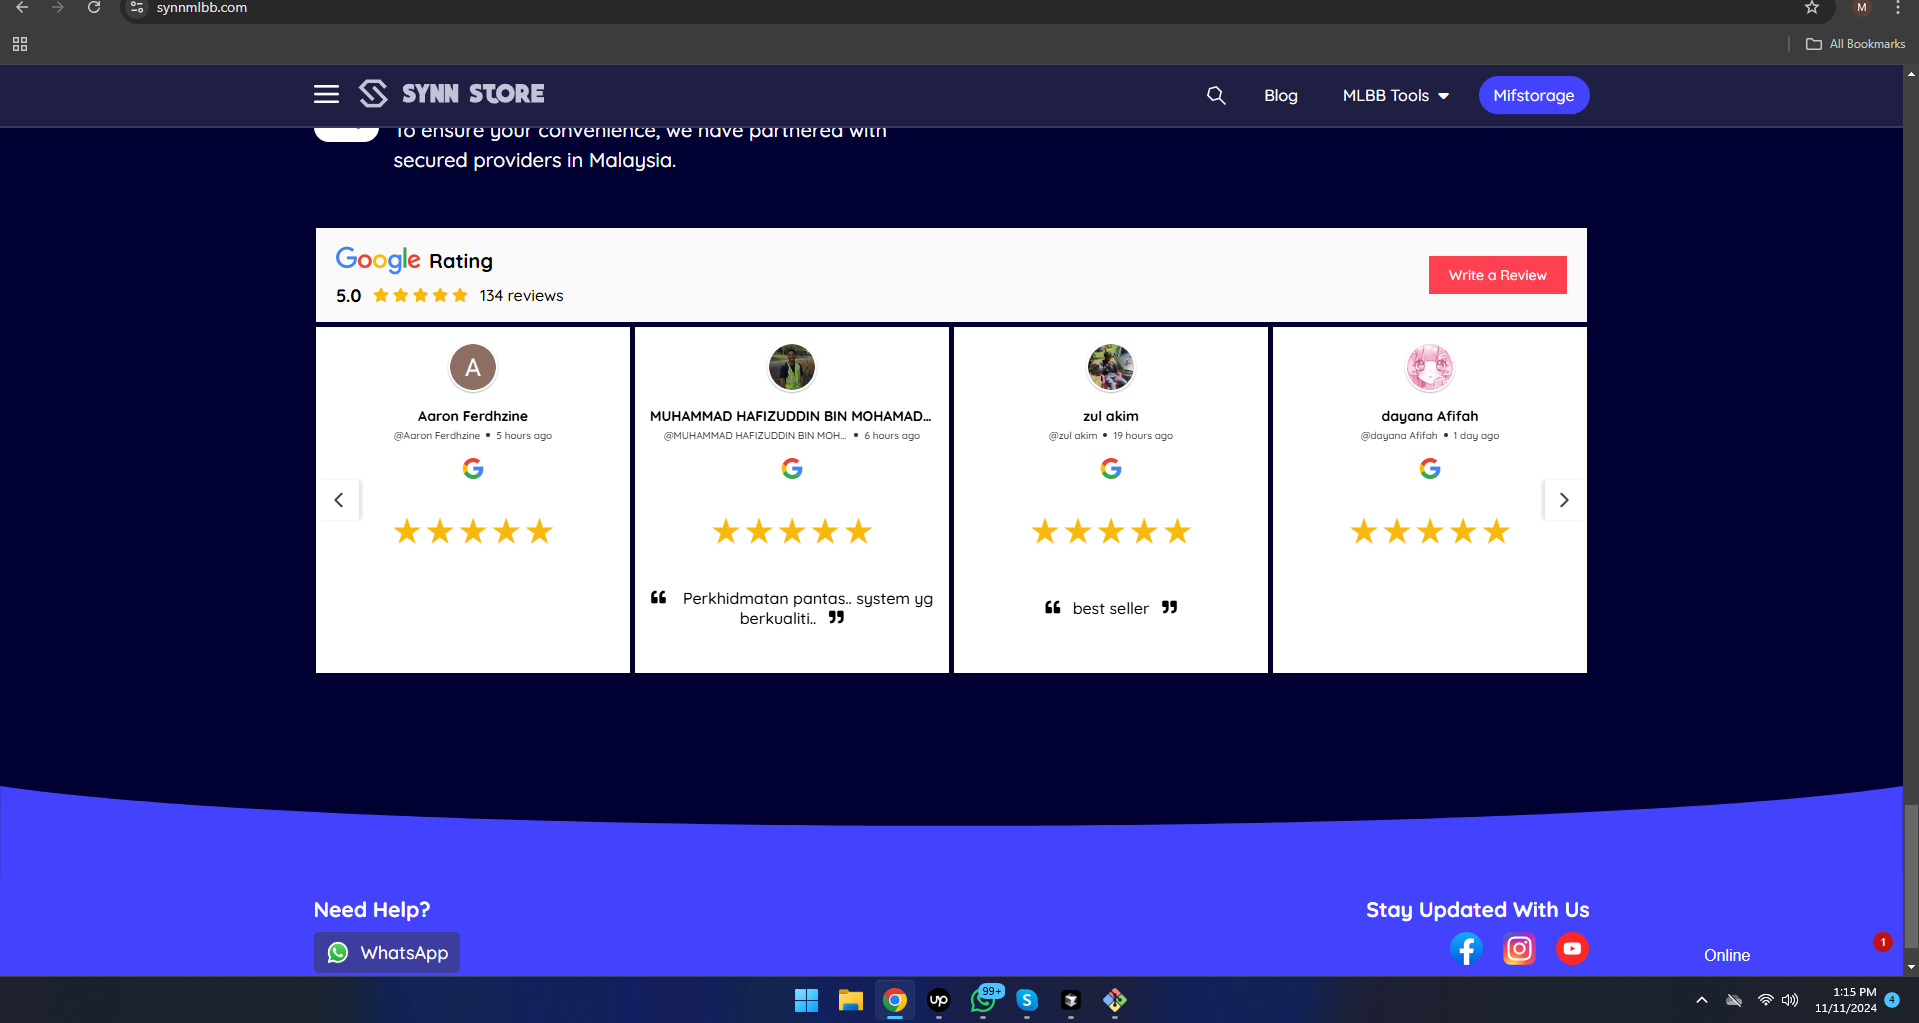 synnmlbb.com
M
All Bookmarks
SYNN STORE
Blog
MLBB Tools
Mifstorage
To ensure your convenience, we have partnered with
secured providers in Malaysia.
Google Rating
5.0 134 reviews
Write a Review
A
Aaron Ferdhzine
@Aaron Ferdhzine • 5 hours ago
MUHAMMAD HAFIZUDDIN BIN MOHAMAD...
@MUHAMMAD HAFIZUDDIN BIN MOH... • 6 hours ago
“ Perkhidmatan pantas.. system yg
berkualiti.. ”
zul akim
@zul akim • 19 hours ago
“ best seller ”
dayana Afifah
@dayana Afifah • 1 day ago
Need Help?
WhatsApp
Stay Updated With Us
Online
1
up
99+
S
1:15 PM
11/11/2024
4